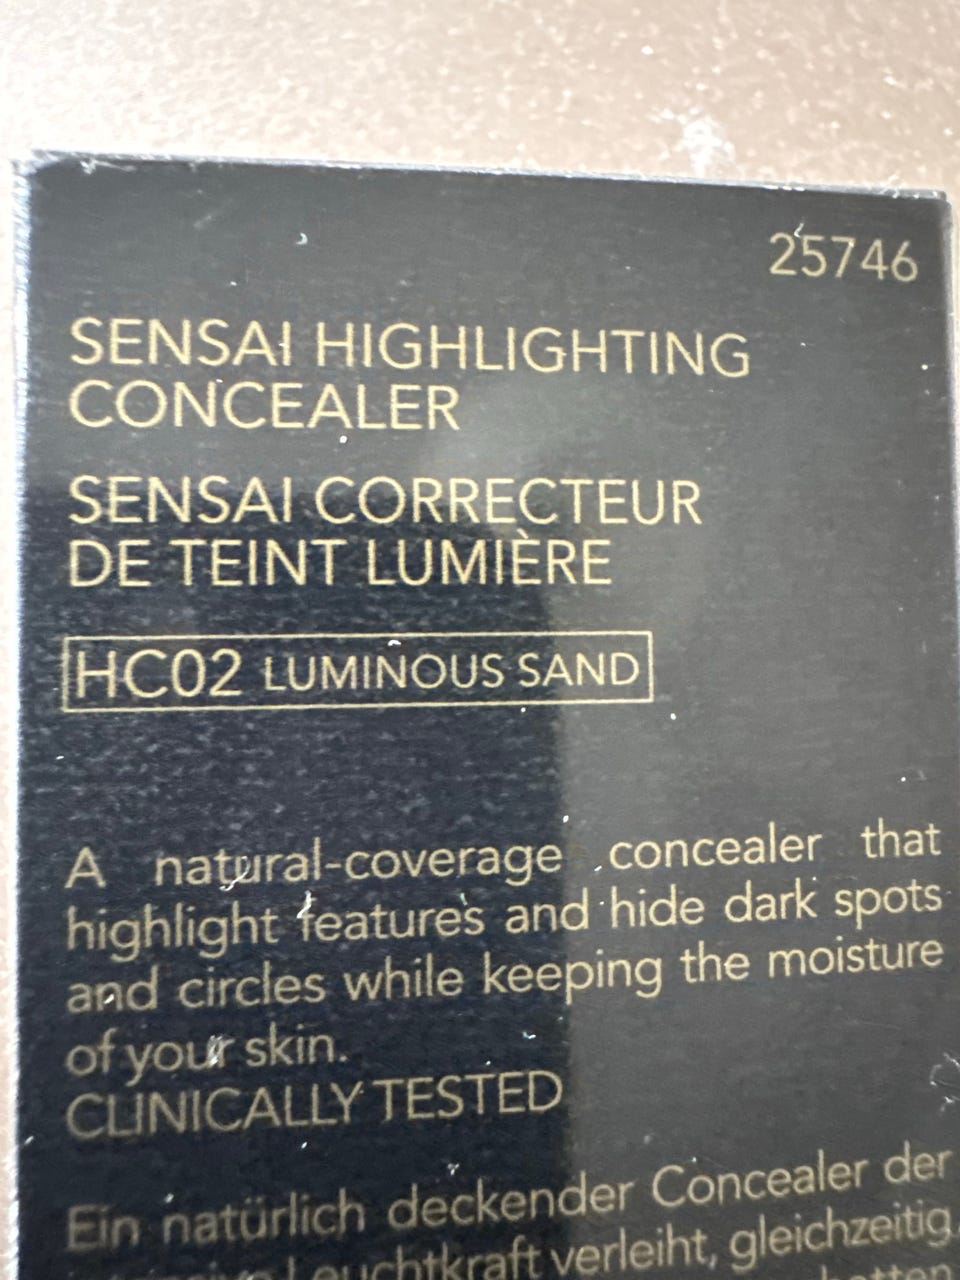 25746
SENSAI HIGHLIGHTING
CONCEALER
SENSAI CORRECTEUR
DE TEINT LUMIÈRE
HC02 LUMINOUS SAND
A natural-coverage concealer that
highlight features and hide dark spots
and circles while keeping the moisture
of your skin.
CLINICALLY TESTED
Ein natürlich deckender Concealer der
Leuchtkraft verleiht, gleichzeitig